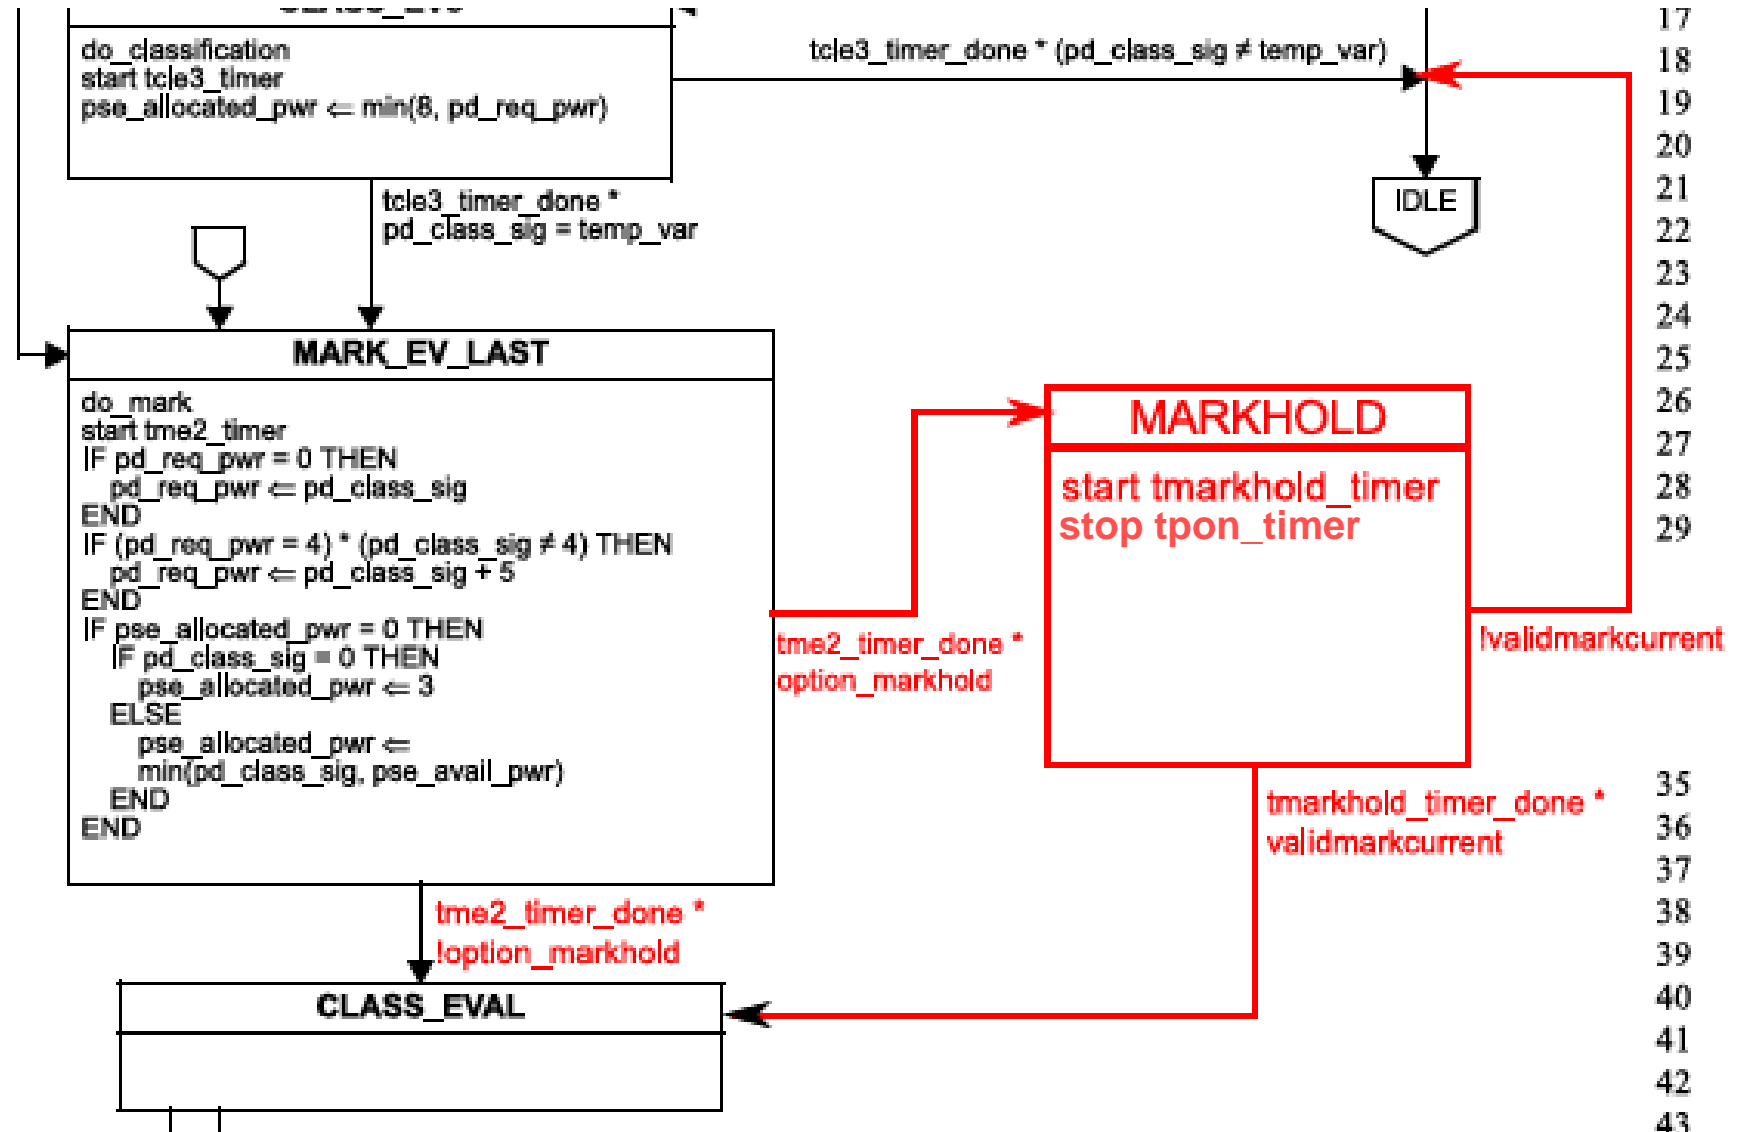 do_classification
start tcle3_timer
pse_allocated_pwr ⇐ min(8, pd_req_pwr)
tcle3_timer_done * (pd_class_sig ≠ temp_var)
tcle3_timer_done *
pd_class_sig = temp_var
IDLE
MARK_EV_LAST
do_mark
start tme2_timer
IF pd_req_pwr = 0 THEN
pd_req_pwr ⇐ pd_class_sig
END
IF (pd_req_pwr = 4) * (pd_class_sig ≠ 4) THEN
pd_req_pwr ⇐ pd_class_sig + 5
END
IF pse_allocated_pwr = 0 THEN
IF pd_class_sig = 0 THEN
pse_allocated_pwr ⇐ 3
ELSE
pse_allocated_pwr ⇐
min(pd_class_sig, pse_avail_pwr)
END
END
tme2_timer_done *
option_markhold
MARKHOLD
start tmarkhold_timer
stop tpon_timer
!validmarkcurrent
tmarkhold_timer_done *
validmarkcurrent
tme2_timer_done *
!option_markhold
CLASS_EVAL
17
18
19
20
21
22
23
24
25
26
27
28
29
35
36
37
38
39
40
41
42
43